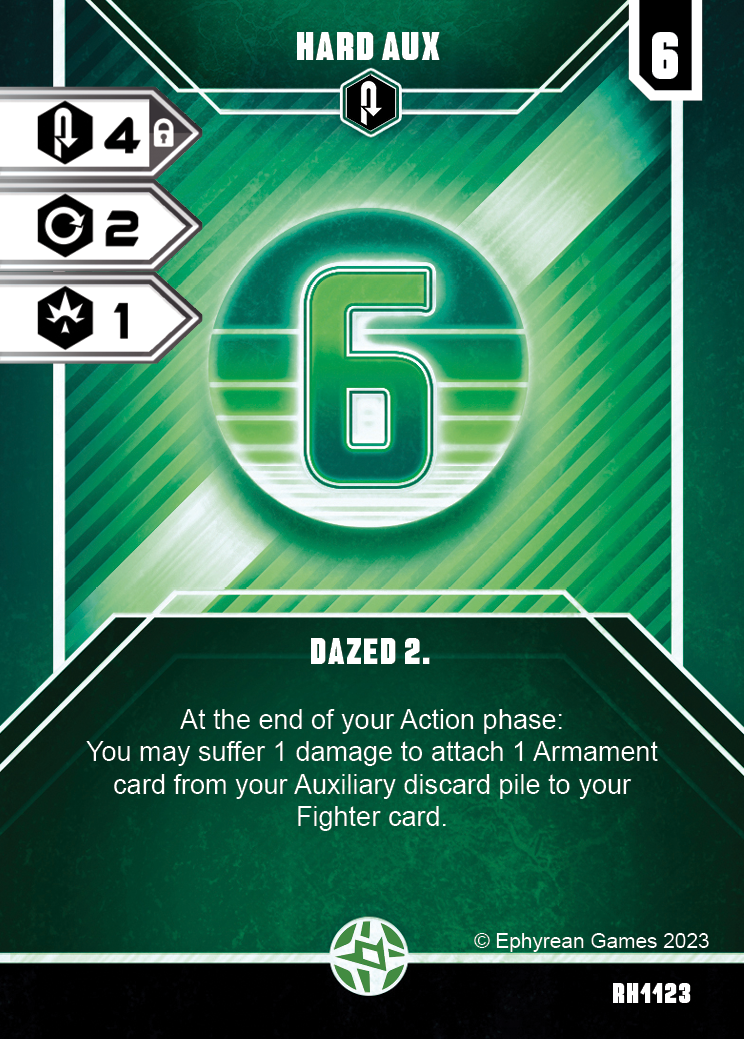 HARD AUX
6
4
2
1
6
DAZED 2.
At the end of your Action phase:
You may suffer 1 damage to attach 1 Armament
card from your Auxiliary discard pile to your
Fighter card.
© Ephyrean Games 2023
RH1123